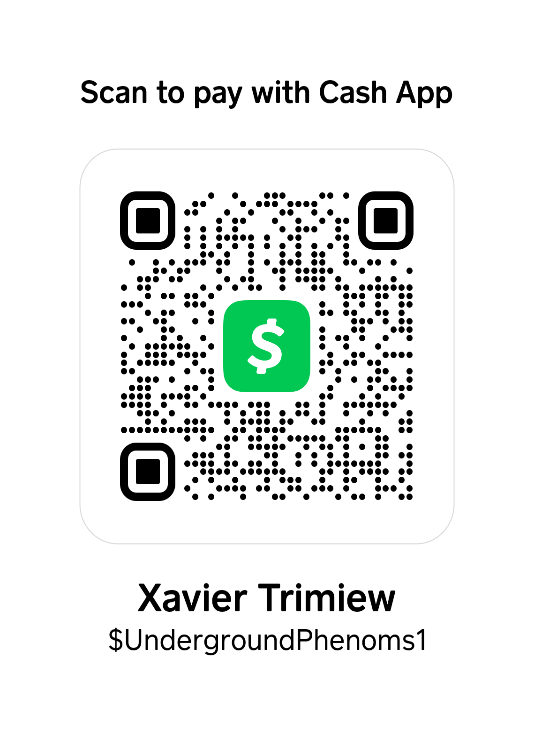 Scan to pay with Cash App
$
Xavier Trimiew
$UndergroundPhenoms1